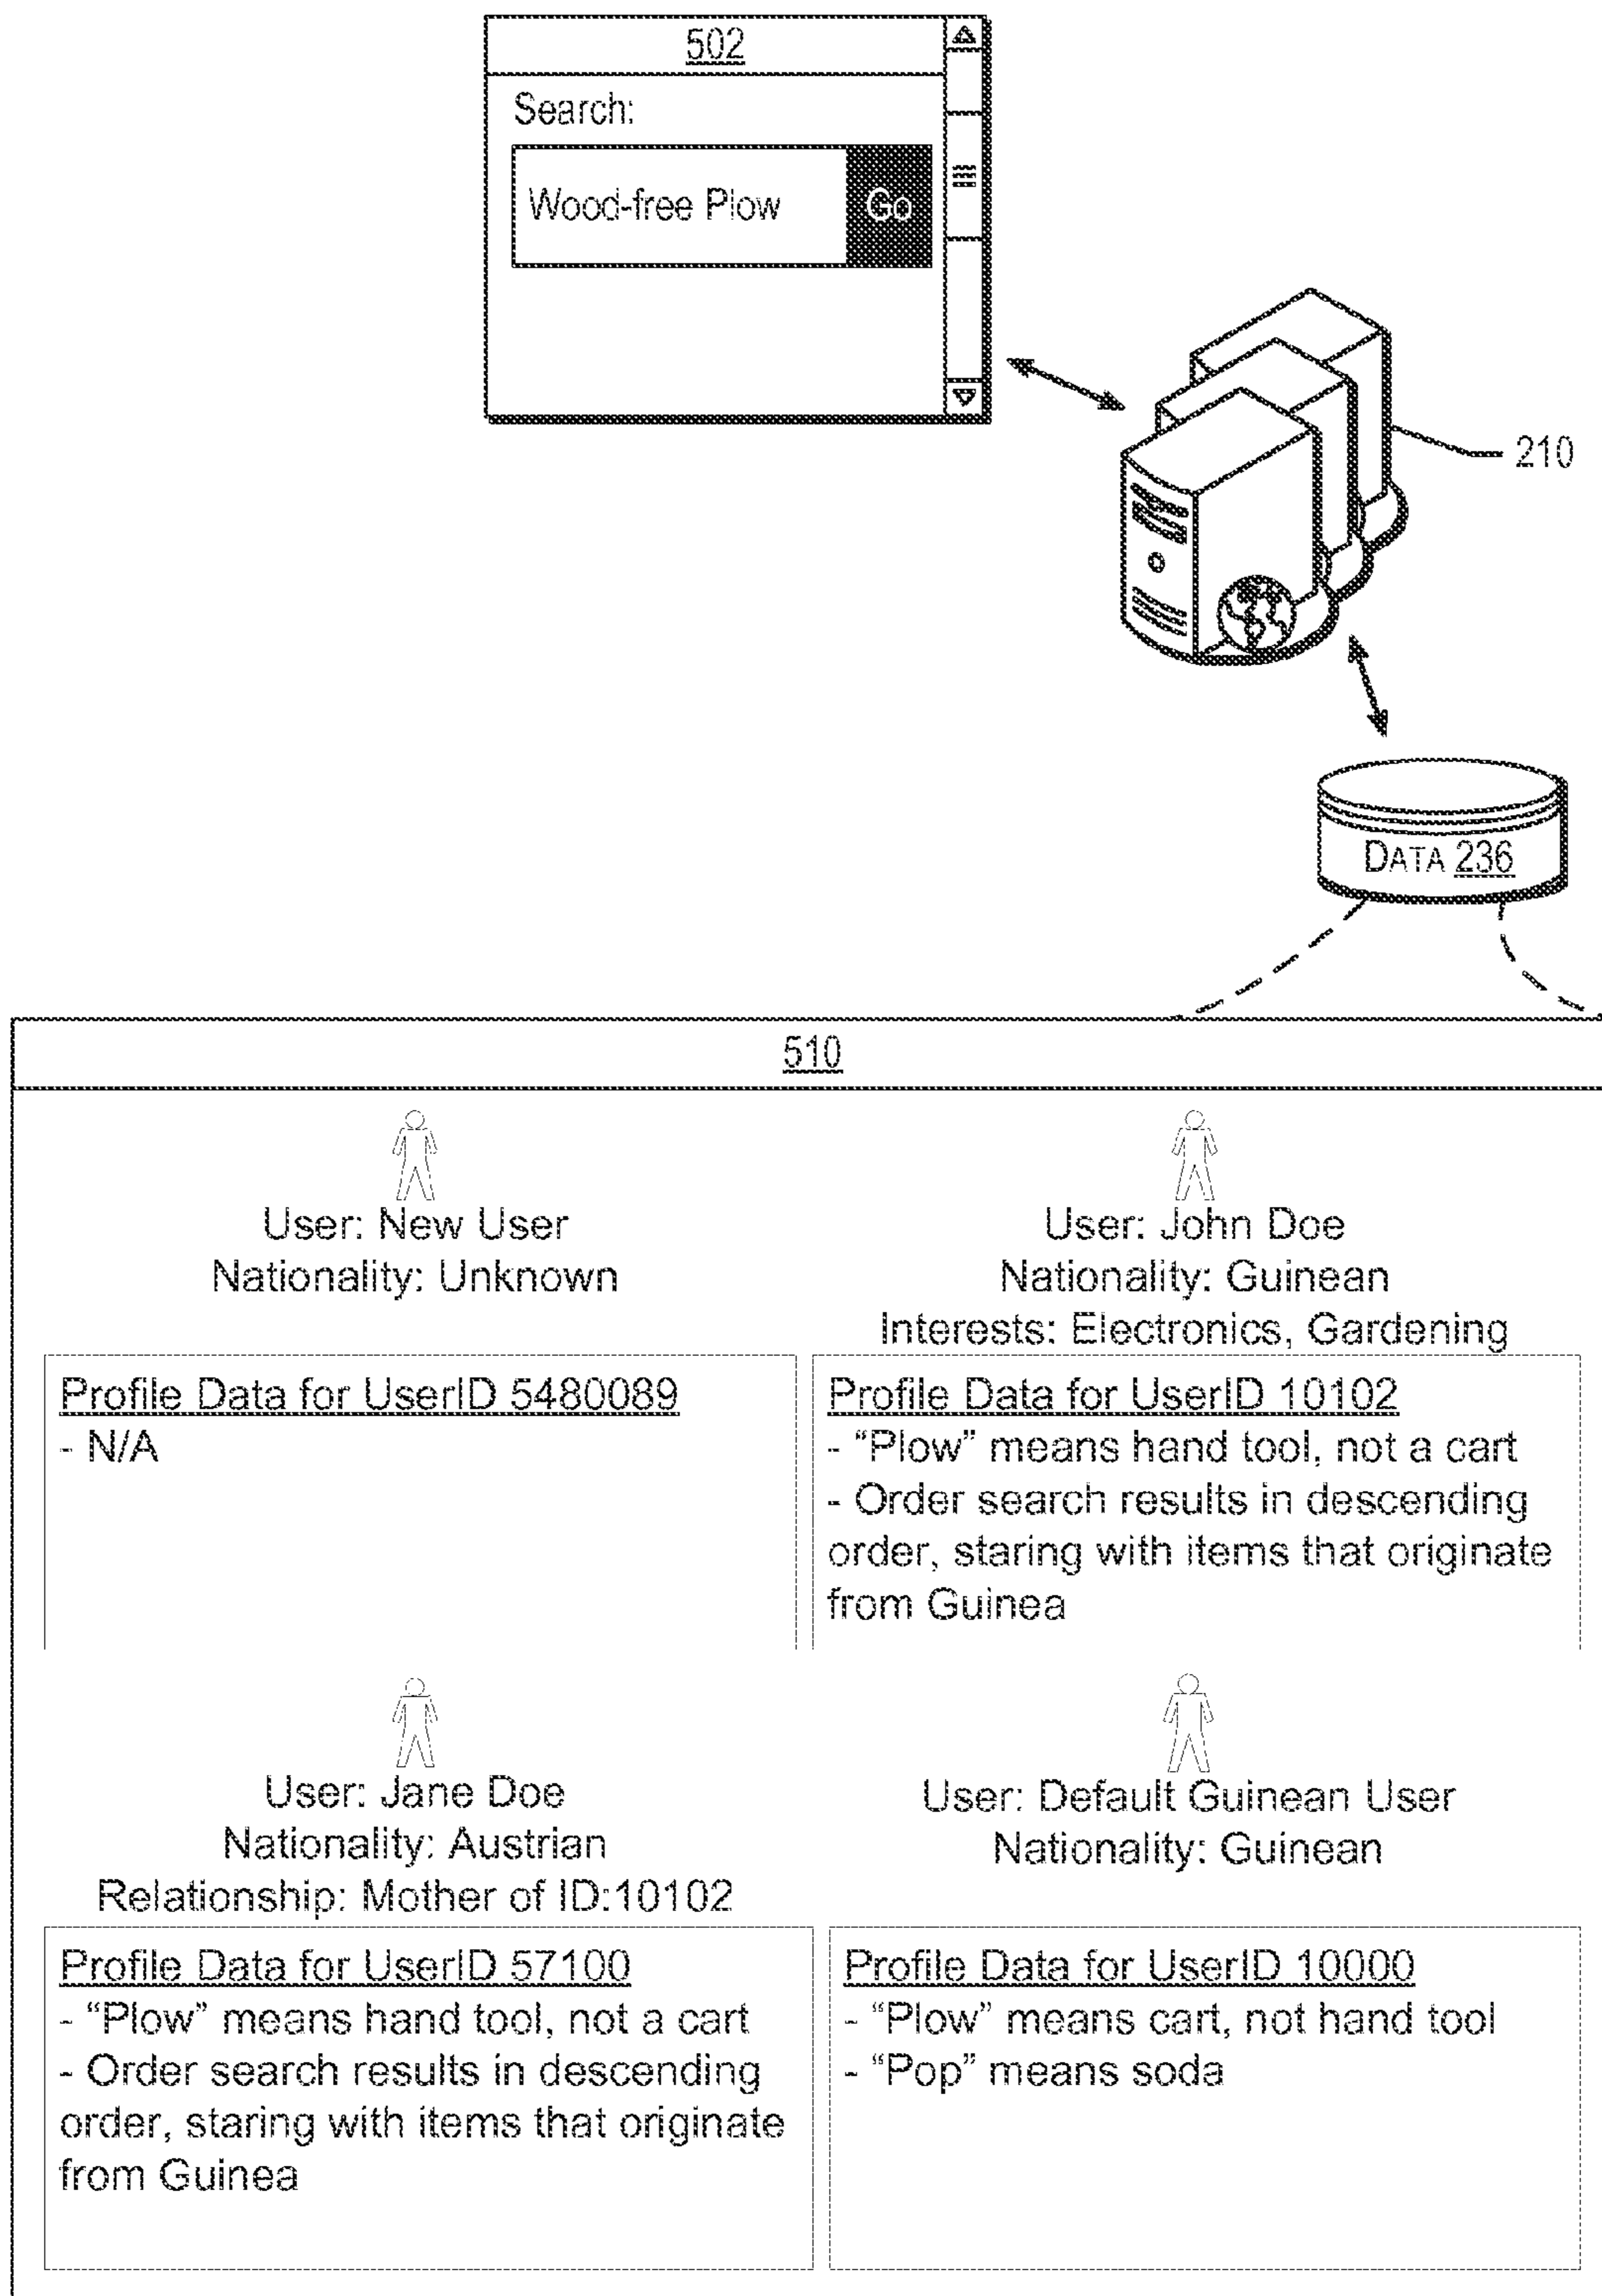 502
Search:
Wood-free Plow Go
210
DATA 236
510
User: New User
Nationality: Unknown
Profile Data for UserID 5480089
- N/A
User: John Doe
Nationality: Guinean
Interests: Electronics, Gardening
Profile Data for UserID 10102
- “Plow” means hand tool, not a cart
- Order search results in descending
order, staring with items that originate
from Guinea
User: Jane Doe
Nationality: Austrian
Relationship: Mother of ID:10102
Profile Data for UserID 57100
- “Plow” means hand tool, not a cart
- Order search results in descending
order, staring with items that originate
from Guinea
User: Default Guinean User
Nationality: Guinean
Profile Data for UserID 10000
- “Plow” means cart, not hand tool
- “Pop” means soda